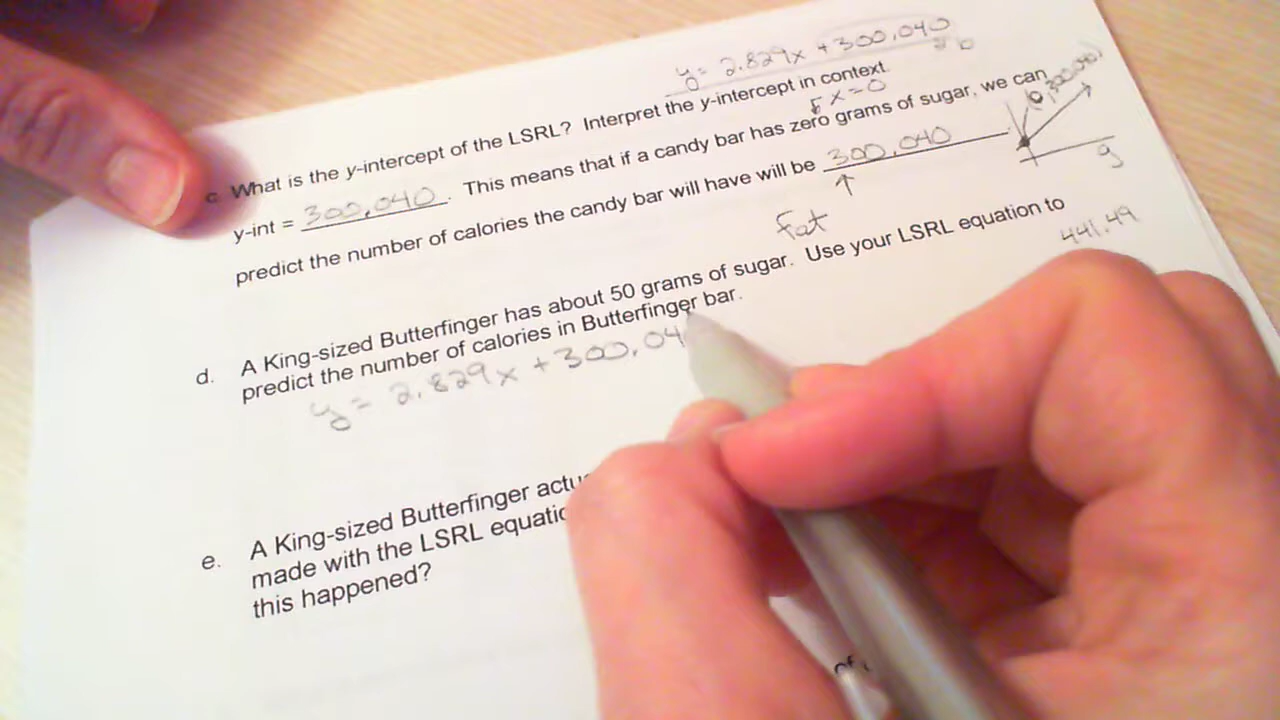 y = 2.829x + 300.040
= b
c. What is the y-intercept of the LSRL? Interpret the y-intercept in context.
x=0
(0, 300.040)
y-int = 300.040. This means that if a candy bar has zero grams of sugar, we can
predict the number of calories the candy bar will have will be 300.040
g
fat
441.49
d. A King-sized Butterfinger has about 50 grams of sugar. Use your LSRL equation to
predict the number of calories in Butterfinger bar.
y = 2.829x + 300.04
e. A King-sized Butterfinger
made with the LSRL
this happened?
of